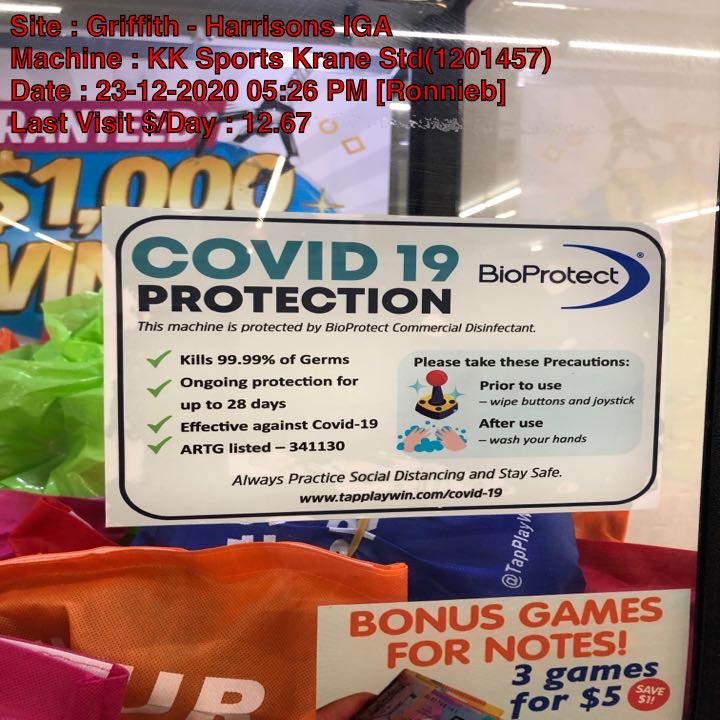 Site : Griffith - Harrisons IGA
Machine : KK Sports Krane Std(1201457)
Date : 23-12-2020 05:26 PM [Ronnieb]
Last Visit $/Day : 12.67
$1,000
WIN
COVID 19
PROTECTION
BioProtect®
This machine is protected by BioProtect Commercial Disinfectant.
Kills 99.99% of Germs
Ongoing protection for
up to 28 days
Effective against Covid-19
ARTG listed – 341130
Please take these Precautions:
Prior to use
– wipe buttons and joystick
After use
– wash your hands
Always Practice Social Distancing and Stay Safe.
www.tapplaywin.com/covid-19
@TapPlayW
BONUS GAMES
FOR NOTES!
3 games
for $5
SAVE
$1!